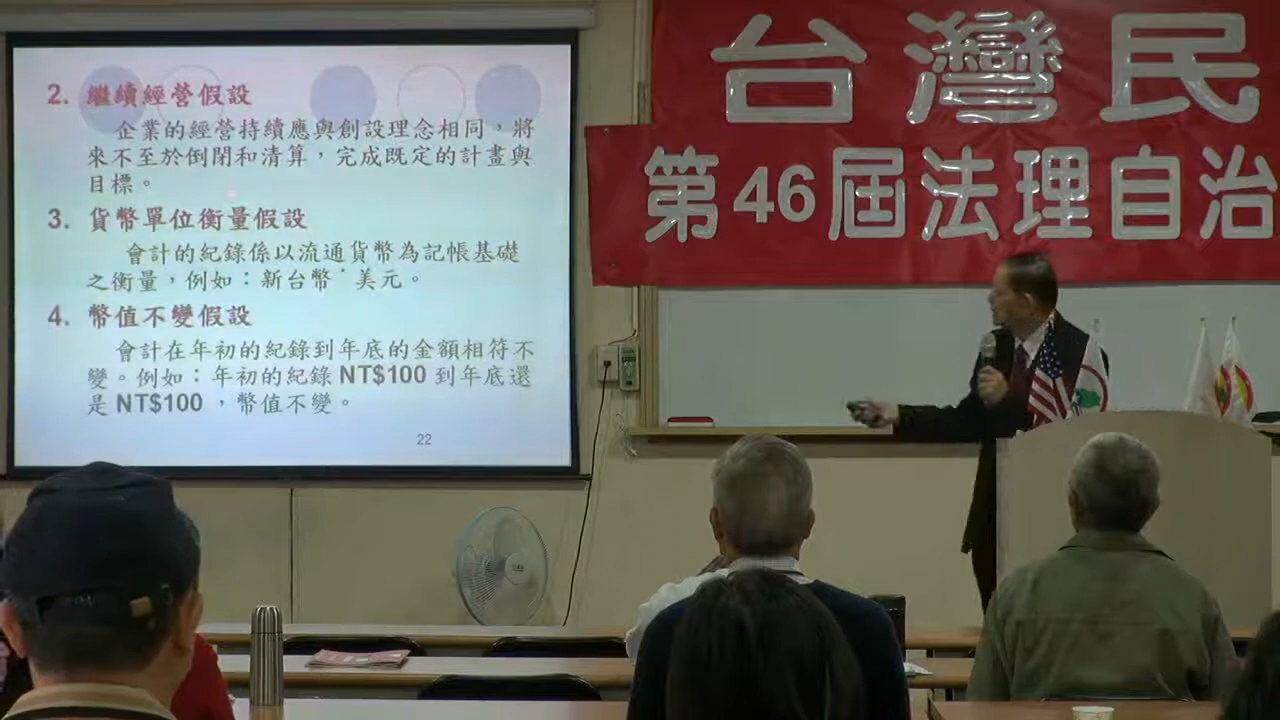 2. 繼續經營假設
企業的經營持續應與創設理念相同，將
來不至於倒閉和清算，完成既定的計畫與
目標。
3. 貨幣單位衡量假設
會計的紀錄係以流通貨幣為記帳基礎
之衡量，例如：新台幣、美元。
4. 幣值不變假設
會計在年初的紀錄到年底的金額相符不
變。例如：年初的紀錄 NT$100 到年底還
是 NT$100 ，幣值不變。
22
台灣民
第46屆法理自治